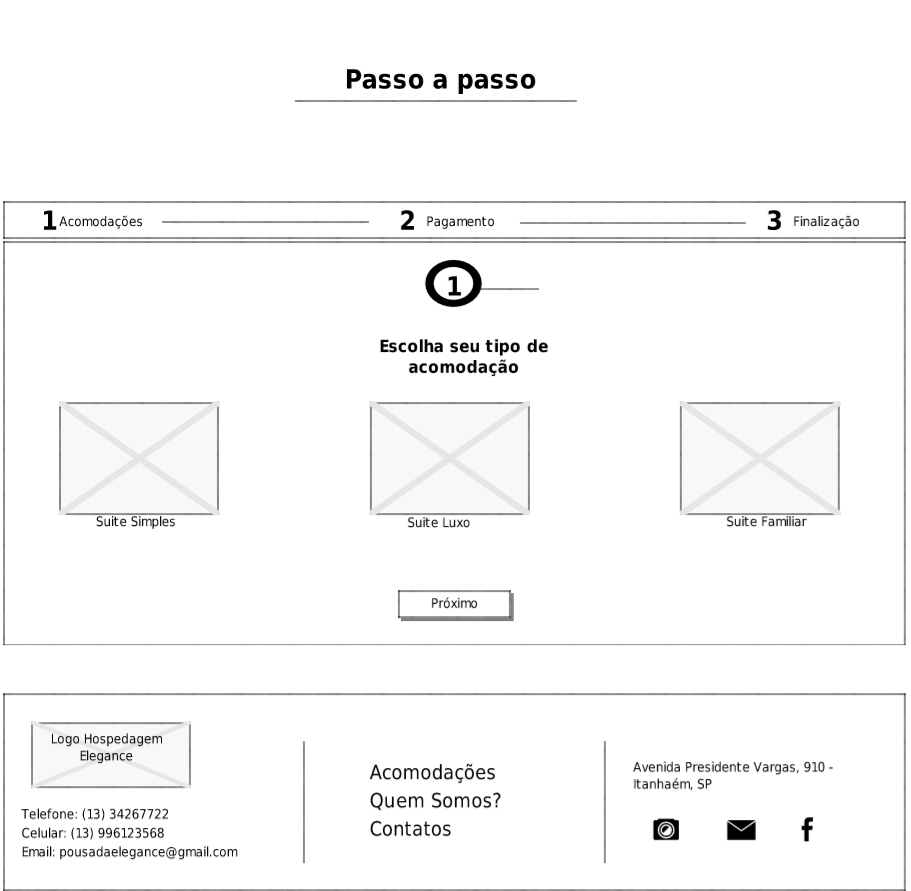 Passo a passo
1 Acomodações 2 Pagamento 3 Finalização
1
Escolha seu tipo de
acomodação
Suite Simples
Suite Luxo
Suite Familiar
Próximo
Logo Hospedagem
Elegance
Telefone: (13) 34267722
Celular: (13) 996123568
Email: pousadaelegance@gmail.com
Acomodações
Quem Somos?
Contatos
Avenida Presidente Vargas, 910 -
Itanhaém, SP